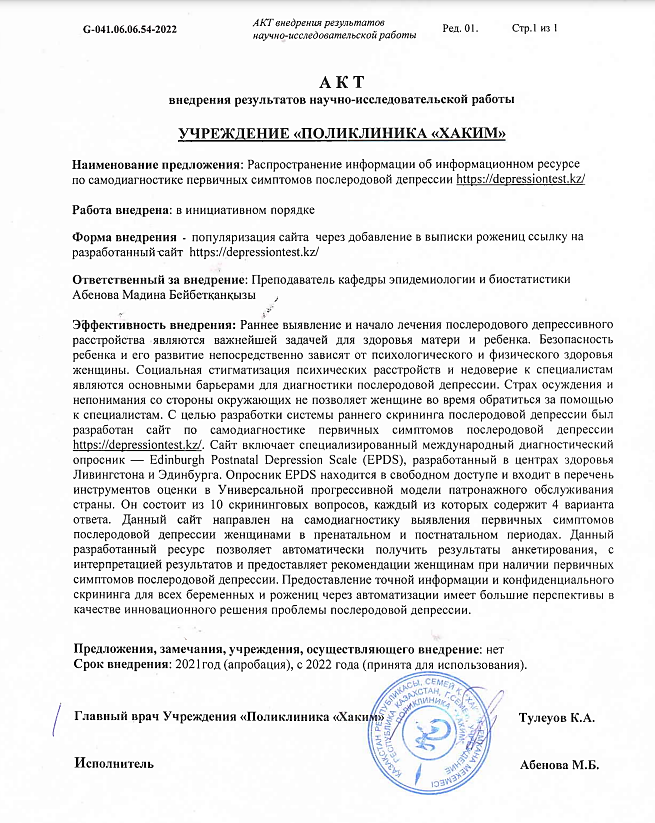 G-041.06.06.54-2022
АКТ внедрения результатов
научно-исследовательской работы
Ред. 01.
Стр.1 из 1
А К Т
внедрения результатов научно-исследовательской работы
УЧРЕЖДЕНИЕ «ПОЛИКЛИНИКА «ХАКИМ»
Наименование предложения: Распространение информации об информационном ресурсе
по самодиагностике первичных симптомов послеродовой депрессии https://depressiontest.kz/
Работа внедрена: в инициативном порядке
Форма внедрения - популяризация сайта через добавление в выписки рожениц ссылку на
разработанный сайт https://depressiontest.kz/
Ответственный за внедрение: Преподаватель кафедры эпидемиологии и биостатистики
Абенова Мадина Бейбетқанқызы
Эффективность внедрения: Раннее выявление и начало лечения послеродового депрессивного
расстройства являются важнейшей задачей для здоровья матери и ребенка. Безопасность
ребенка и его развитие непосредственно зависят от психологического и физического здоровья
женщины. Социальная стигматизация психических расстройств и недоверие к специалистам
являются основными барьерами для диагностики послеродовой депрессии. Страх осуждения и
непонимания со стороны окружающих не позволяет женщине во время обратиться за помощью
к специалистам. С целью разработки системы раннего скрининга послеродовой депрессии был
разработан сайт по самодиагностике первичных симптомов послеродовой депрессии
https://depressiontest.kz/. Сайт включает специализированный международный диагностический
опросник — Edinburgh Postnatal Depression Scale (EPDS), разработанный в центрах здоровья
Ливингстона и Эдинбурга. Опросник EPDS находится в свободном доступе и входит в перечень
инструментов оценки в Универсальной прогрессивной модели патронажного обслуживания
страны. Он состоит из 10 скрининговых вопросов, каждый из которых содержит 4 варианта
ответа. Данный сайт направлен на самодиагностику выявления первичных симптомов
послеродовой депрессии женщинами в пренатальном и постнатальном периодах. Данный
разработанный ресурс позволяет автоматически получить результаты анкетирования, с
интерпретацией результатов и предоставляет рекомендации женщинам при наличии первичных
симптомов послеродовой депрессии. Предоставление точной информации и конфиденциального
скрининга для всех беременных и рожениц через автоматизации имеет большие перспективы в
качестве инновационного решения проблемы послеродовой депрессии.
Предложения, замечания, учреждения, осуществляющего внедрение: нет
Срок внедрения: 2021год (апробация), с 2022 года (принята для использования).
Главный врач Учреждения «Поликлиника «Хаким»
Тулеуов К.А.
Исполнитель
Абенова М.Б.
ҚАЗАҚСТАН РЕСПУБЛИКАСЫ, СЕМЕЙ Қ.
РЕСПУБЛИКА КАЗАХСТАН, Г.СЕМЕЙ
УЧРЕЖДЕНИЕ
ПОЛИКЛИНИКА "ХАКИМ"